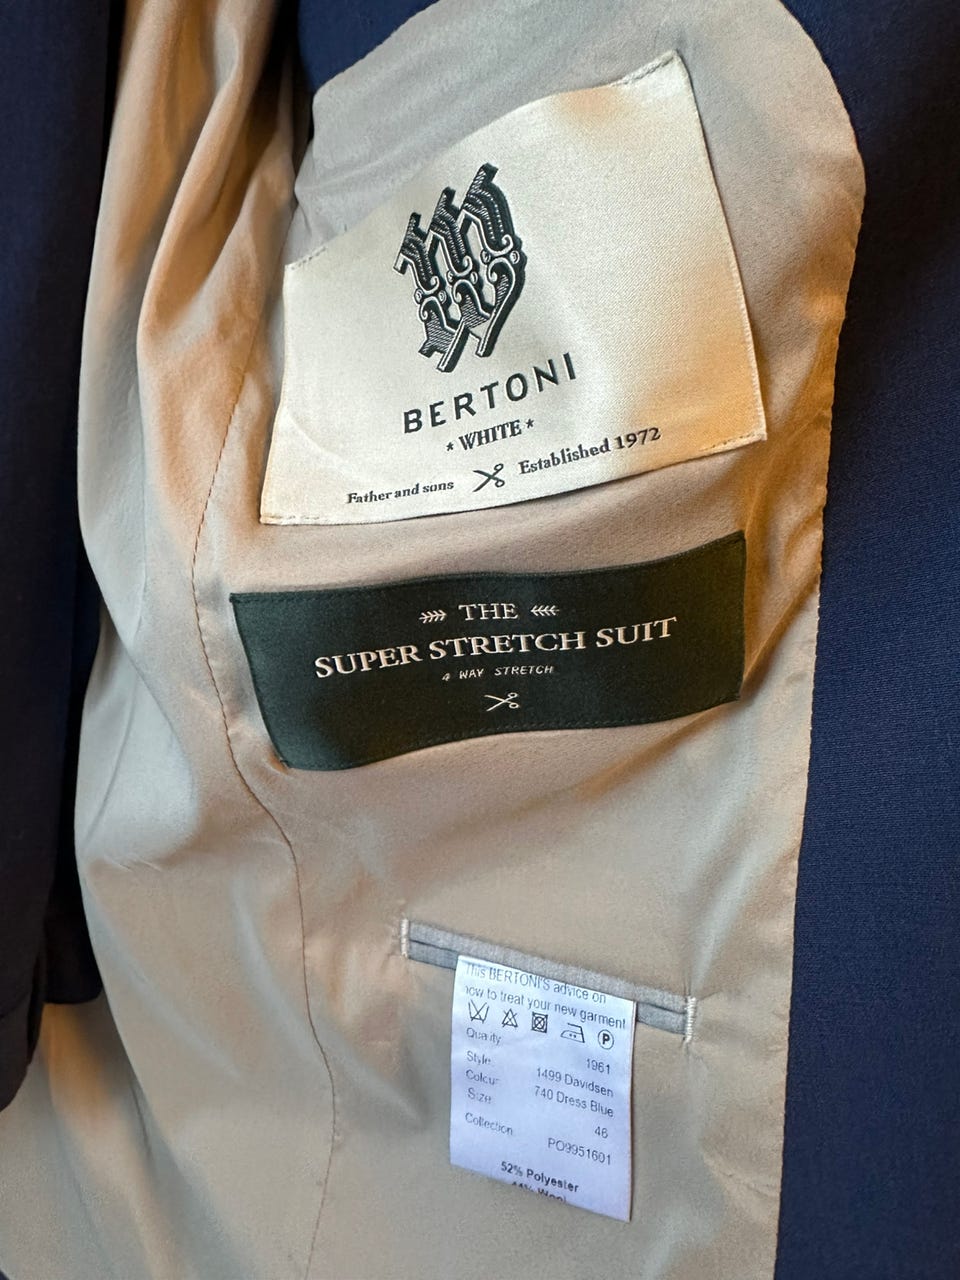 BERTONI
* WHITE *
Father and sons Established 1972
THE
SUPER STRETCH SUIT
4 WAY STRETCH
This BERTONI'S advice on
how to treat your new garment
P
Quality 1961
Style: 1499 Davidsen
Colour 740 Dress Blue
Size: 46
Collection PO9951601
52% Polyester
44% Wool